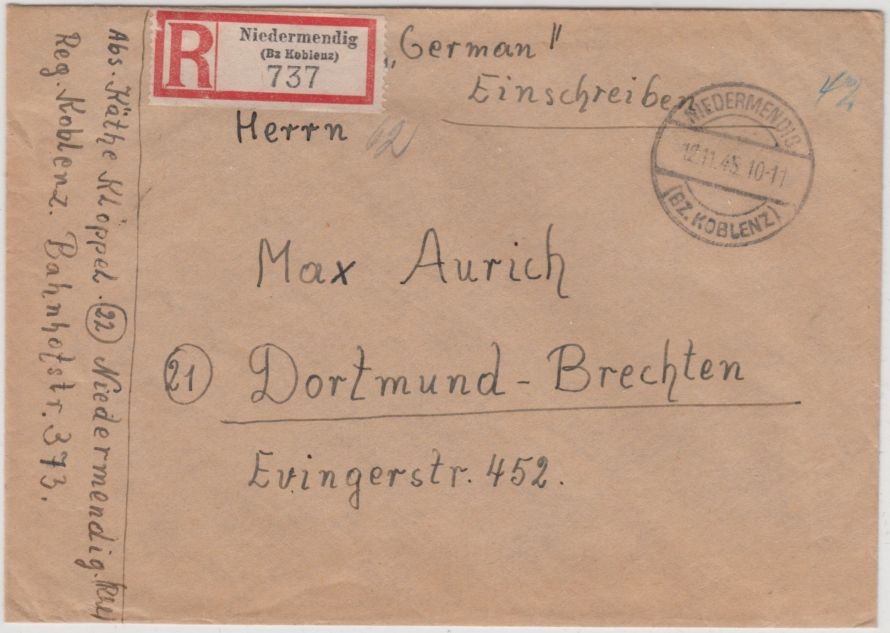 R
Niedermendig
(Bz Koblenz)
737
"German"
Einschreiben
Herrn
Max Aurich
21 Dortmund-Brechten
Evingerstr. 452.
NIEDERMENDIG
12.11.45.10-11
(BZ. KOBLENZ)
Abs. Käthe Klöppel. 22 Niedermendig.
Reg. Koblenz. Bahnhofstr. 373.